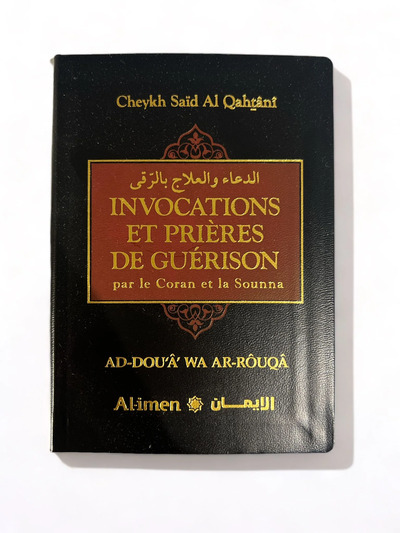 Cheykh Saïd Al Qahṯânî
الدعاء والعلاج بالرقى
INVOCATIONS
ET PRIÈRES
DE GUÉRISON
par le Coran et la Sounna
AD-DOU‘Â’ WA AR-RÔUQÂ
Al-imen الإيمان